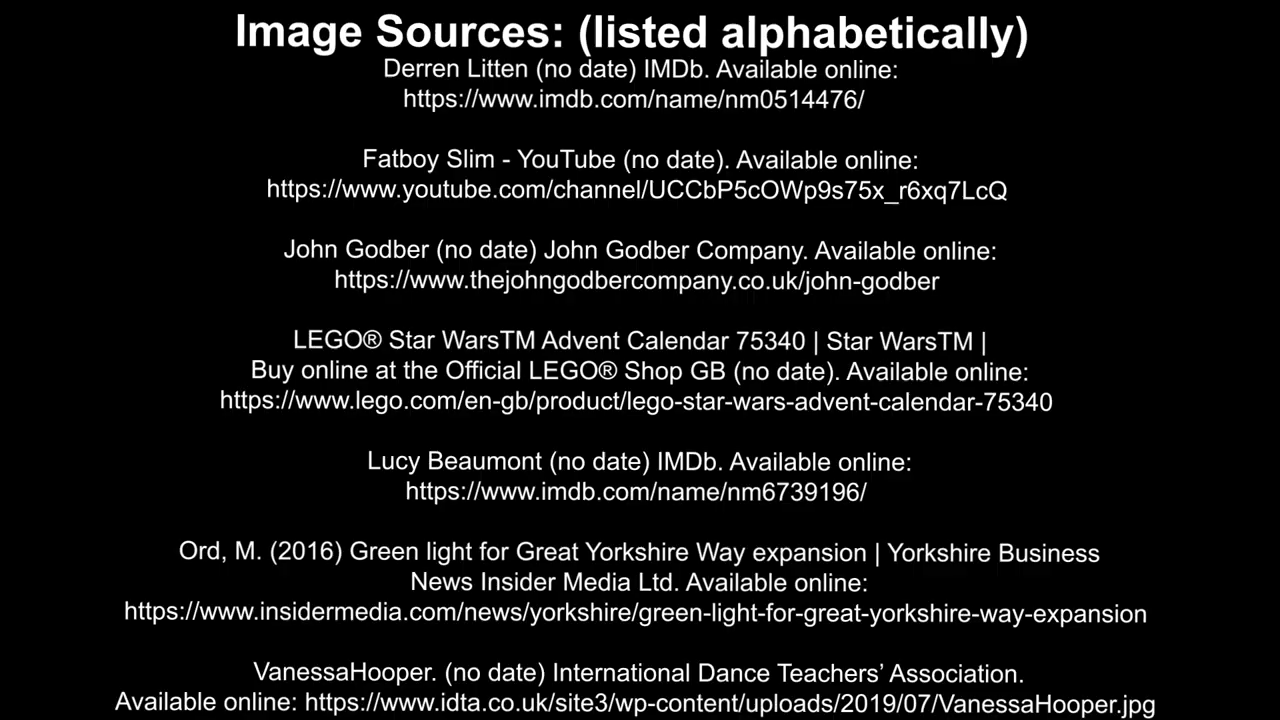 Image Sources: (listed alphabetically)
Derren Litten (no date) IMDb. Available online:
https://www.imdb.com/name/nm0514476/
Fatboy Slim - YouTube (no date). Available online:
https://www.youtube.com/channel/UCCbP5cOWp9s75x_r6xq7LcQ
John Godber (no date) John Godber Company. Available online:
https://www.thejohngodbercompany.co.uk/john-godber
LEGO® Star WarsTM Advent Calendar 75340 | Star WarsTM |
Buy online at the Official LEGO® Shop GB (no date). Available online:
https://www.lego.com/en-gb/product/lego-star-wars-advent-calendar-75340
Lucy Beaumont (no date) IMDb. Available online:
https://www.imdb.com/name/nm6739196/
Ord, M. (2016) Green light for Great Yorkshire Way expansion | Yorkshire Business
News Insider Media Ltd. Available online:
https://www.insidermedia.com/news/yorkshire/green-light-for-great-yorkshire-way-expansion
VanessaHooper. (no date) International Dance Teachers’ Association.
Available online: https://www.idta.co.uk/site3/wp-content/uploads/2019/07/VanessaHooper.jpg